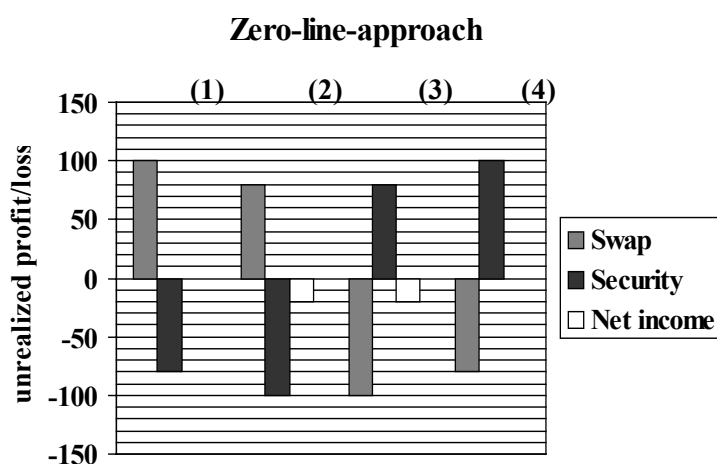 Zero-line-approach
(1) (2) (3) (4)
150
100
50
0
-50
-100
-150
unrealized profit/loss
Swap
Security
Net income